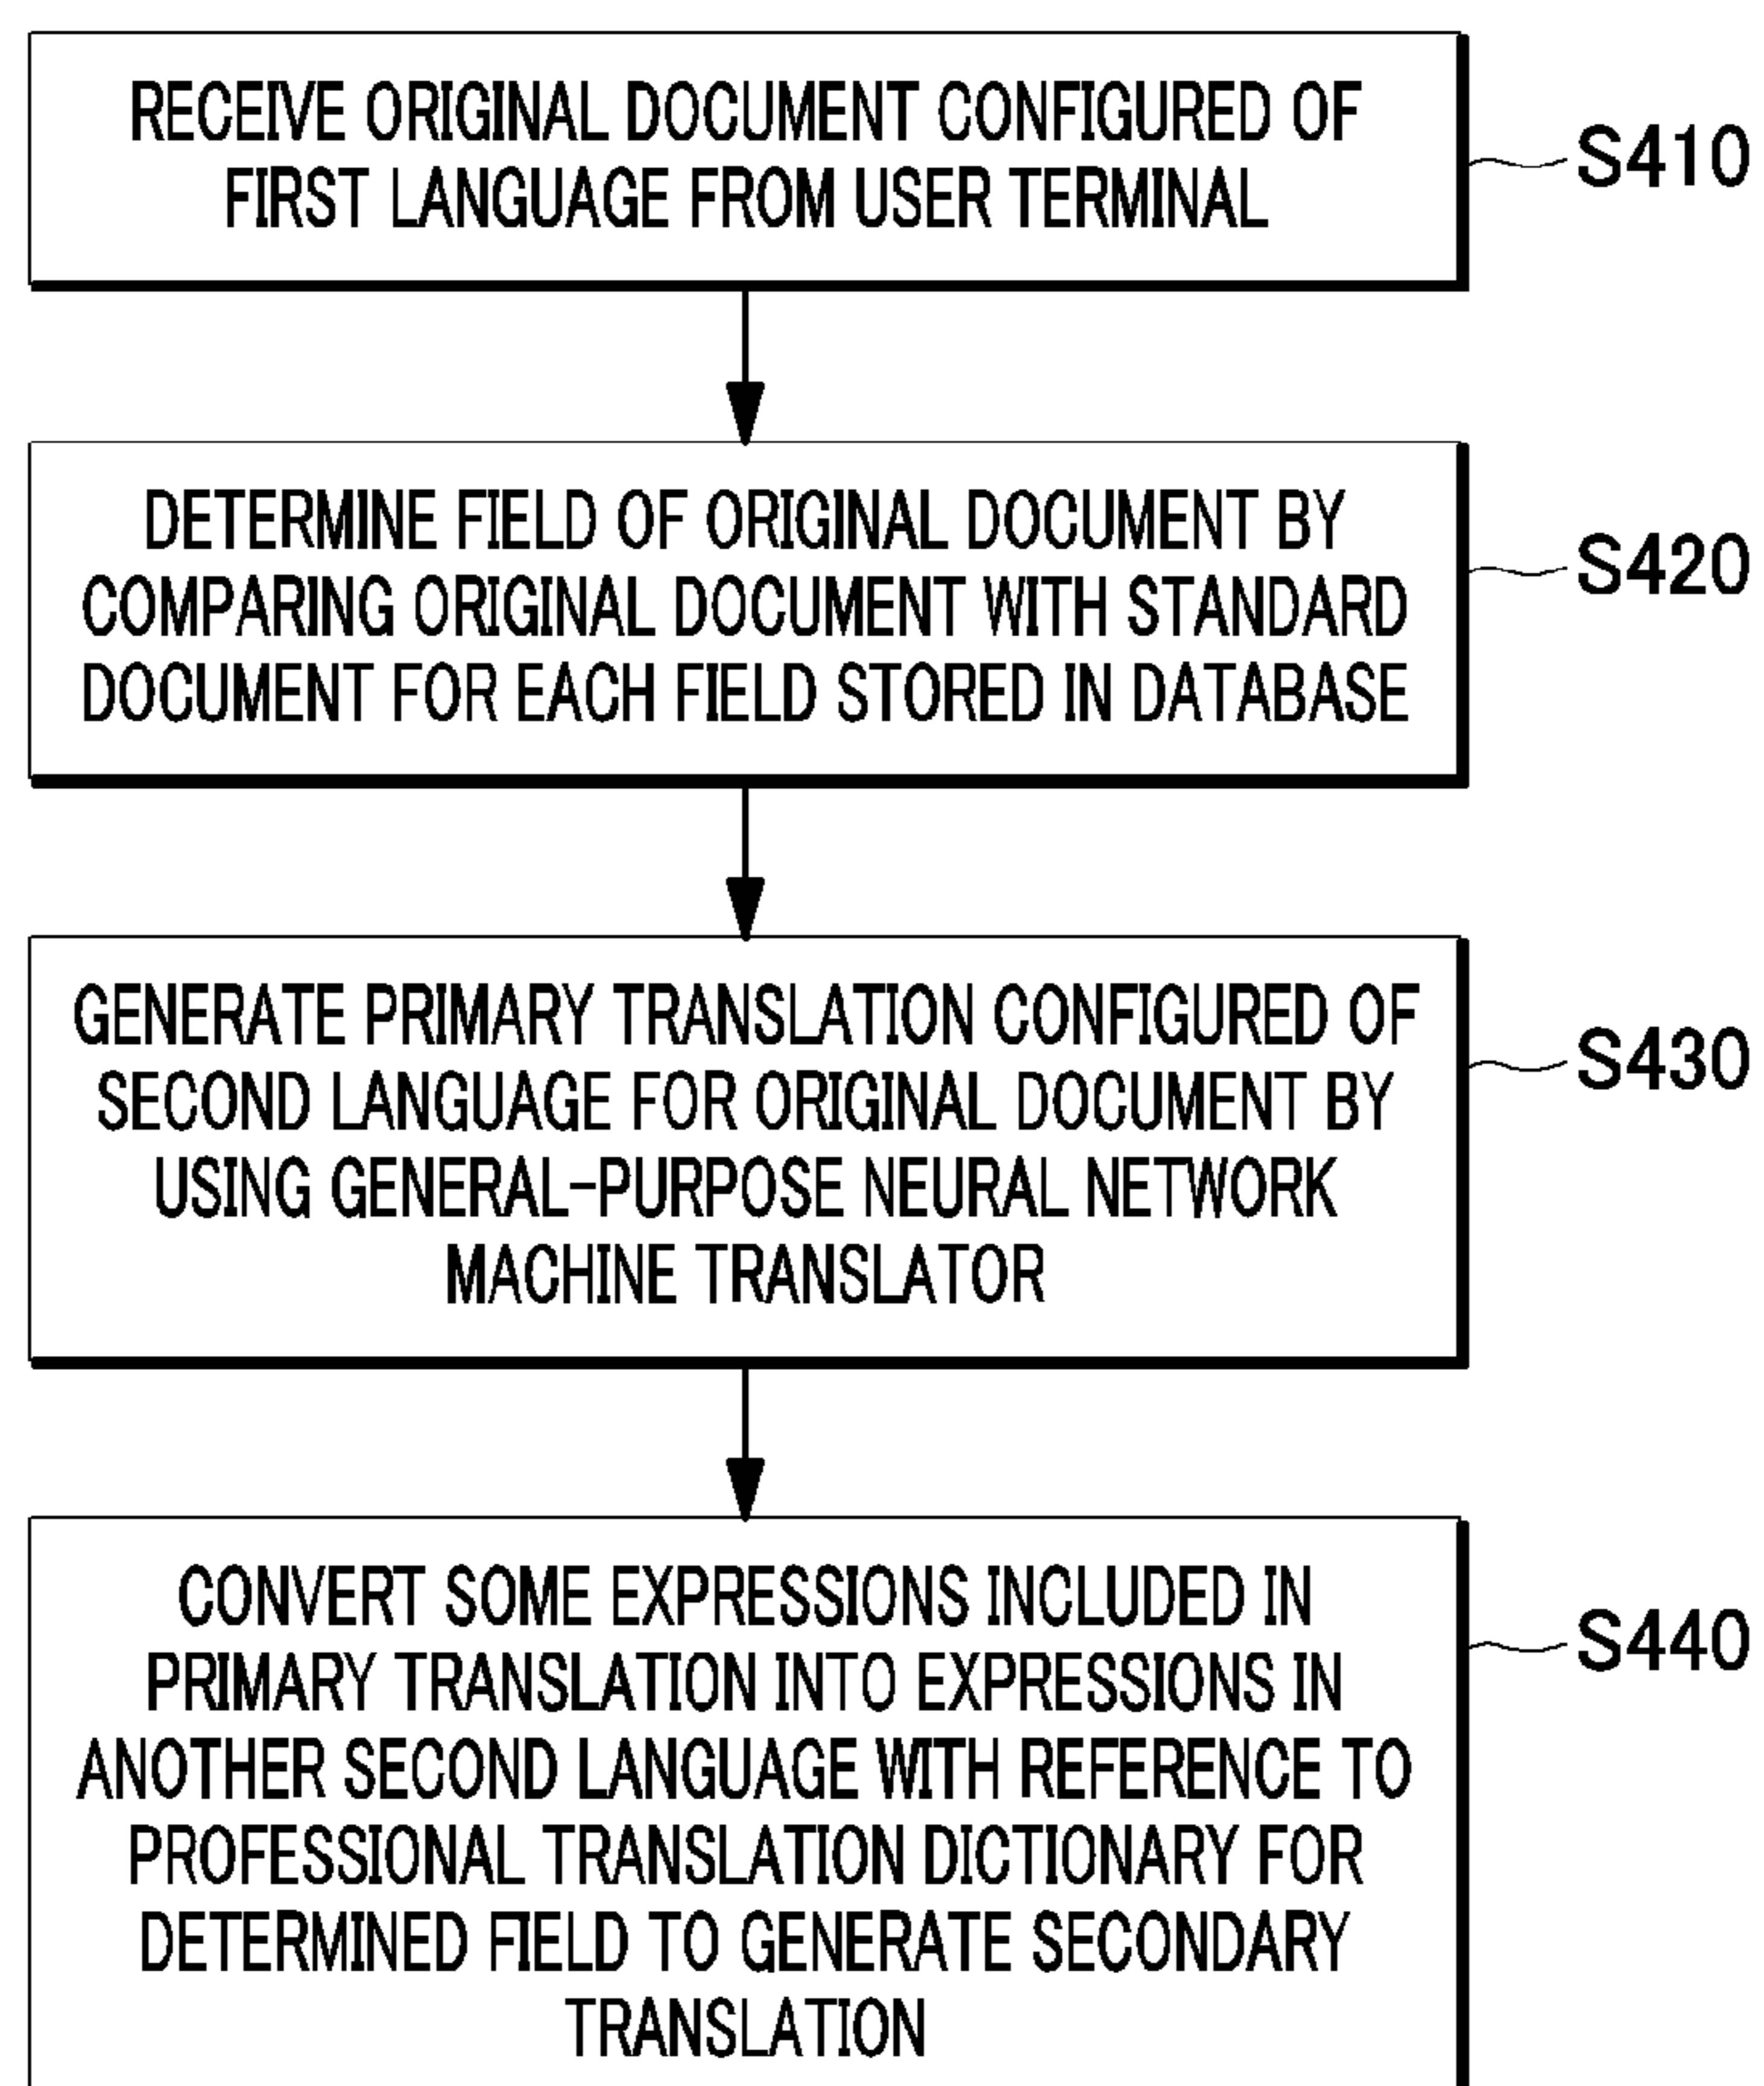 RECEIVE ORIGINAL DOCUMENT CONFIGURED OF
FIRST LANGUAGE FROM USER TERMINAL
S410
DETERMINE FIELD OF ORIGINAL DOCUMENT BY
COMPARING ORIGINAL DOCUMENT WITH STANDARD
DOCUMENT FOR EACH FIELD STORED IN DATABASE
S420
GENERATE PRIMARY TRANSLATION CONFIGURED OF
SECOND LANGUAGE FOR ORIGINAL DOCUMENT BY
USING GENERAL-PURPOSE NEURAL NETWORK
MACHINE TRANSLATOR
S430
CONVERT SOME EXPRESSIONS INCLUDED IN
PRIMARY TRANSLATION INTO EXPRESSIONS IN
ANOTHER SECOND LANGUAGE WITH REFERENCE TO
PROFESSIONAL TRANSLATION DICTIONARY FOR
DETERMINED FIELD TO GENERATE SECONDARY
TRANSLATION
S440